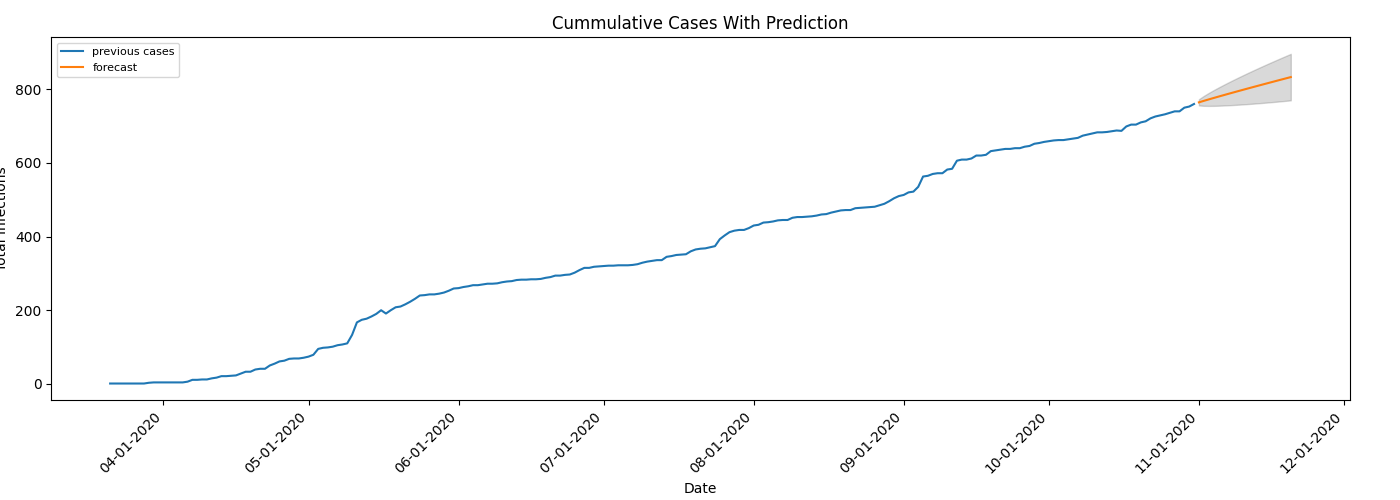 Cummulative Cases With Prediction
previous cases
forecast
800
600
400
200
0
Total Infections
04-01-2020
05-01-2020
06-01-2020
07-01-2020
08-01-2020
09-01-2020
10-01-2020
11-01-2020
12-01-2020
Date